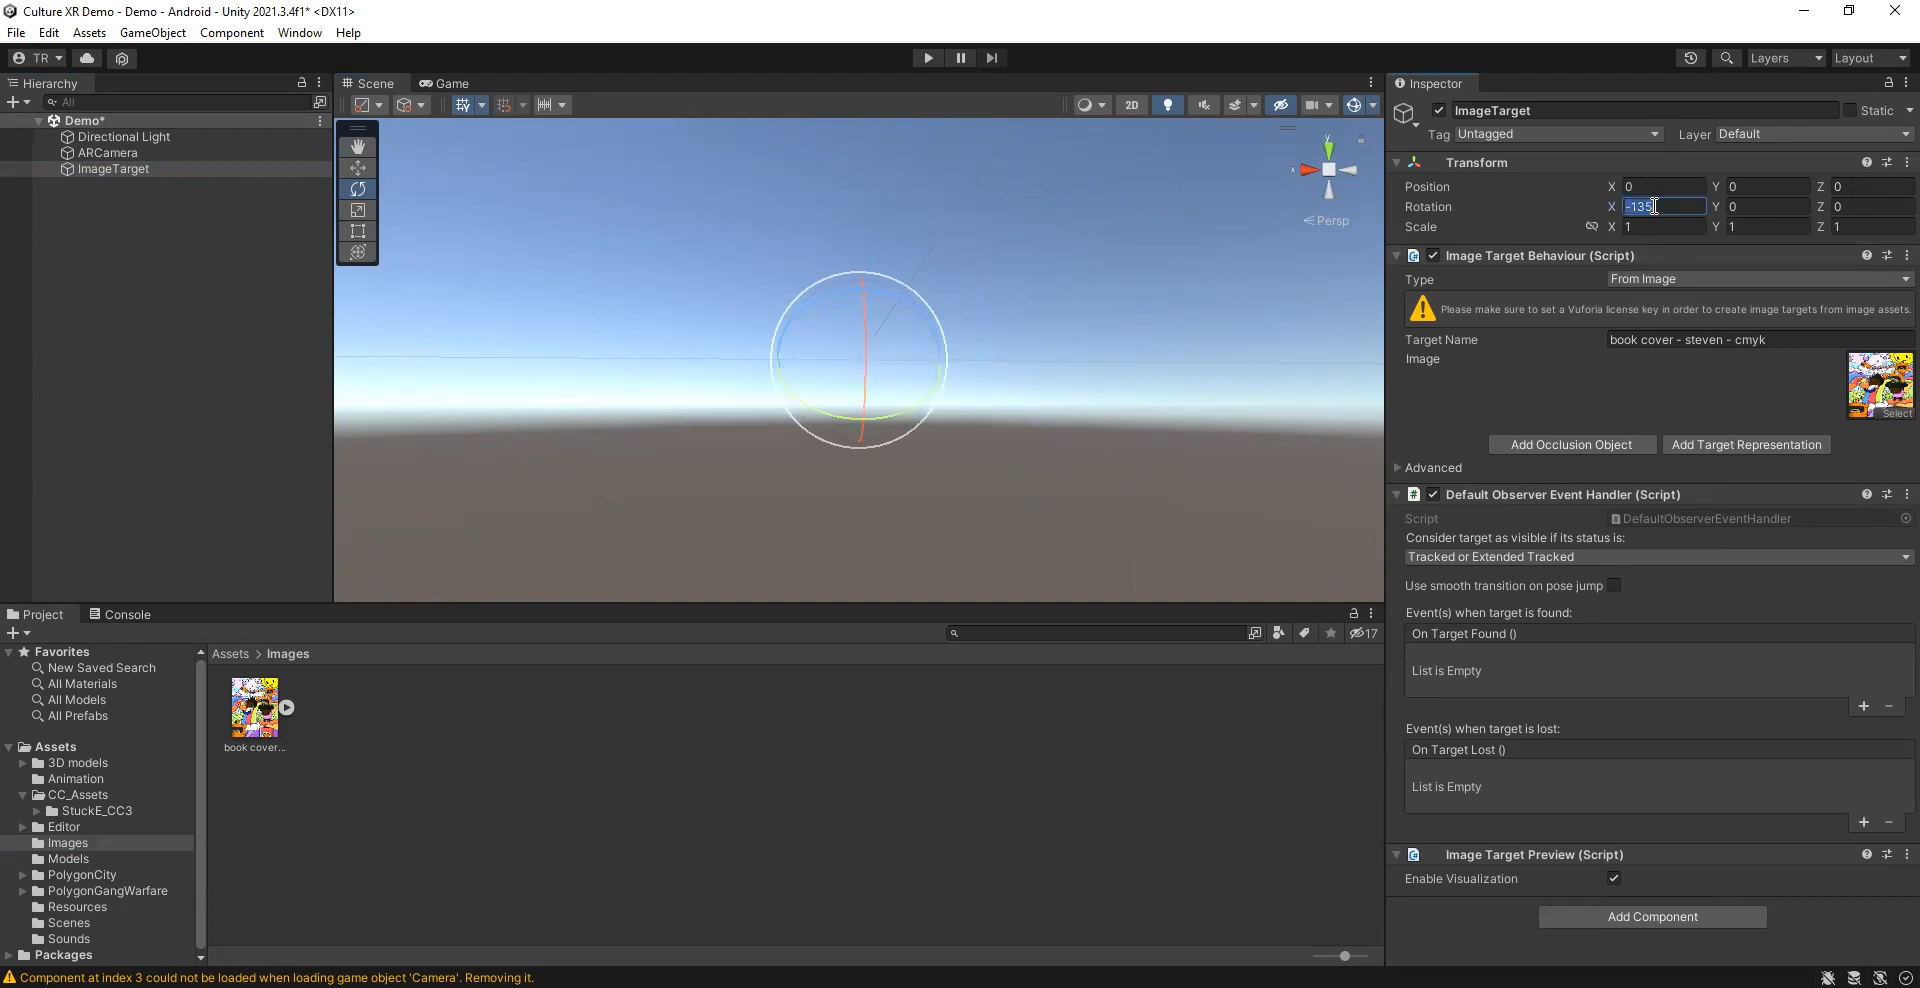 Culture XR Demo - Demo - Android - Unity 2021.3.4f1* <DX11>
File Edit Assets GameObject Component Window Help
TR Layers Layout
Hierarchy
All
Demo*
Directional Light
ARCamera
ImageTarget
Scene Game
2D
y
x
Persp
Inspector
ImageTarget Static
Tag Untagged Layer Default
Transform
Position X 0 Y 0 Z 0
Rotation X -135 Y 0 Z 0
Scale X 1 Y 1 Z 1
Image Target Behaviour (Script)
Type From Image
Please make sure to set a Vuforia license key in order to create image targets from image assets.
Target Name book cover - steven - cmyk
Image
Select
Add Occlusion Object Add Target Representation
Advanced
Default Observer Event Handler (Script)
Script DefaultObserverEventHandler
Consider target as visible if its status is:
Tracked or Extended Tracked
Use smooth transition on pose jump
Event(s) when target is found:
On Target Found ()
List is Empty
Event(s) when target is lost:
On Target Lost ()
List is Empty
Image Target Preview (Script)
Enable Visualization
Add Component
Project Console
17
Favorites
New Saved Search
All Materials
All Models
All Prefabs
Assets
3D models
Animation
CC_Assets
StuckE_CC3
Editor
Images
Models
PolygonCity
PolygonGangWarfare
Resources
Scenes
Sounds
Packages
Assets > Images
book cover...
Component at index 3 could not be loaded when loading game object 'Camera'. Removing it.